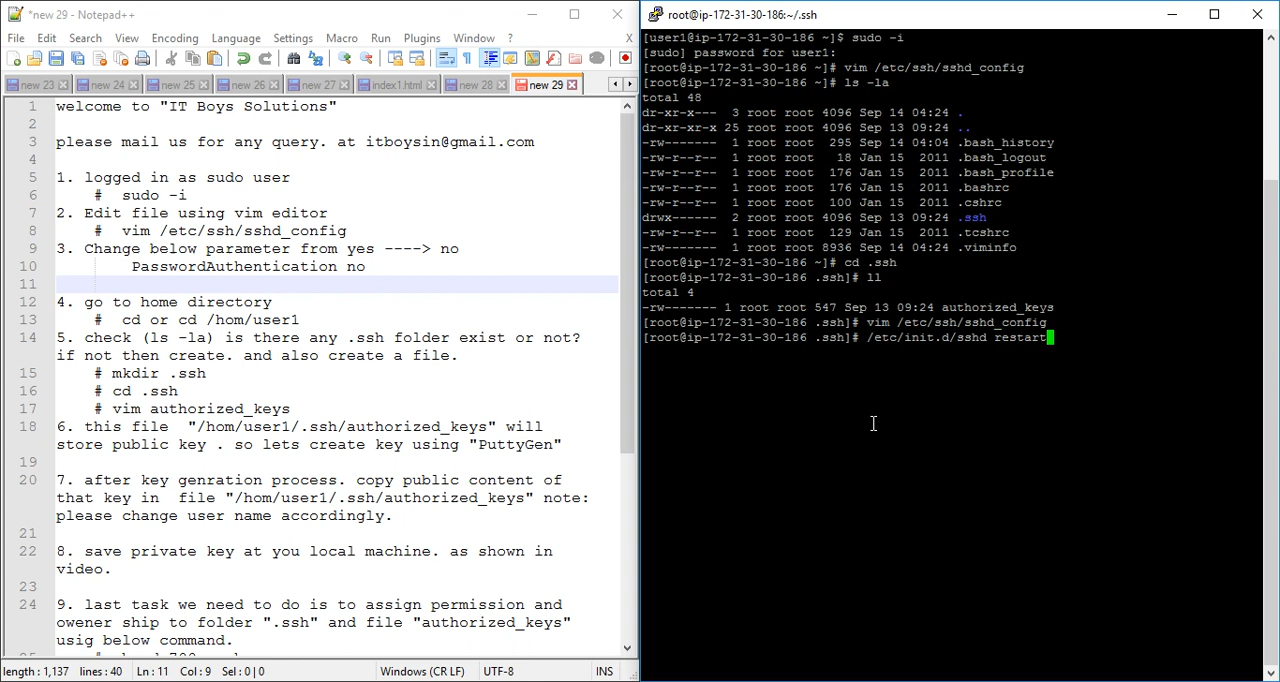 *new 29 - Notepad++
File Edit Search View Encoding Language Settings Macro Run Plugins Window ? X
new 23 new 24 new 25 new 26 new 27 index1.html new 28 new 29
1 welcome to "IT Boys Solutions"
2
3 please mail us for any query. at itboysin@gmail.com
4
5 1. logged in as sudo user
6 # sudo -i
7 2. Edit file using vim editor
8 # vim /etc/ssh/sshd_config
9 3. Change below parameter from yes ----> no
10 PasswordAuthentication no
11
12 4. go to home directory
13 # cd or cd /hom/user1
14 5. check (ls -la) is there any .ssh folder exist or not?
if not then create. and also create a file.
15 # mkdir .ssh
16 # cd .ssh
17 # vim authorized_keys
18 6. this file "/hom/user1/.ssh/authorized_keys" will
store public key . so lets create key using "PuttyGen"
19
20 7. after key genration process. copy public content of
that key in file "/hom/user1/.ssh/authorized_keys" note:
please change user name accordingly.
21
22 8. save private key at you local machine. as shown in
video.
23
24 9. last task we need to do is to assign permission and
owener ship to folder ".ssh" and file "authorized_keys"
usig below command.
length : 1,137 lines : 40 Ln : 11 Col : 9 Sel : 0 | 0 Windows (CR LF) UTF-8 INS
root@ip-172-31-30-186:~/.ssh
[user1@ip-172-31-30-186 ~]$ sudo -i
[sudo] password for user1:
[root@ip-172-31-30-186 ~]# vim /etc/ssh/sshd_config
[root@ip-172-31-30-186 ~]# ls -la
total 48
dr-xr-x--- 3 root root 4096 Sep 14 04:24 .
dr-xr-xr-x 25 root root 4096 Sep 13 09:24 ..
-rw------- 1 root root 295 Sep 14 04:04 .bash_history
-rw-r--r-- 1 root root 18 Jan 15 2011 .bash_logout
-rw-r--r-- 1 root root 176 Jan 15 2011 .bash_profile
-rw-r--r-- 1 root root 176 Jan 15 2011 .bashrc
-rw-r--r-- 1 root root 100 Jan 15 2011 .cshrc
drwx------ 2 root root 4096 Sep 13 09:24 .ssh
-rw-r--r-- 1 root root 129 Jan 15 2011 .tcshrc
-rw------- 1 root root 8936 Sep 14 04:24 .viminfo
[root@ip-172-31-30-186 ~]# cd .ssh
[root@ip-172-31-30-186 .ssh]# ll
total 4
-rw------- 1 root root 547 Sep 13 09:24 authorized_keys
[root@ip-172-31-30-186 .ssh]# vim /etc/ssh/sshd_config
[root@ip-172-31-30-186 .ssh]# /etc/init.d/sshd restart